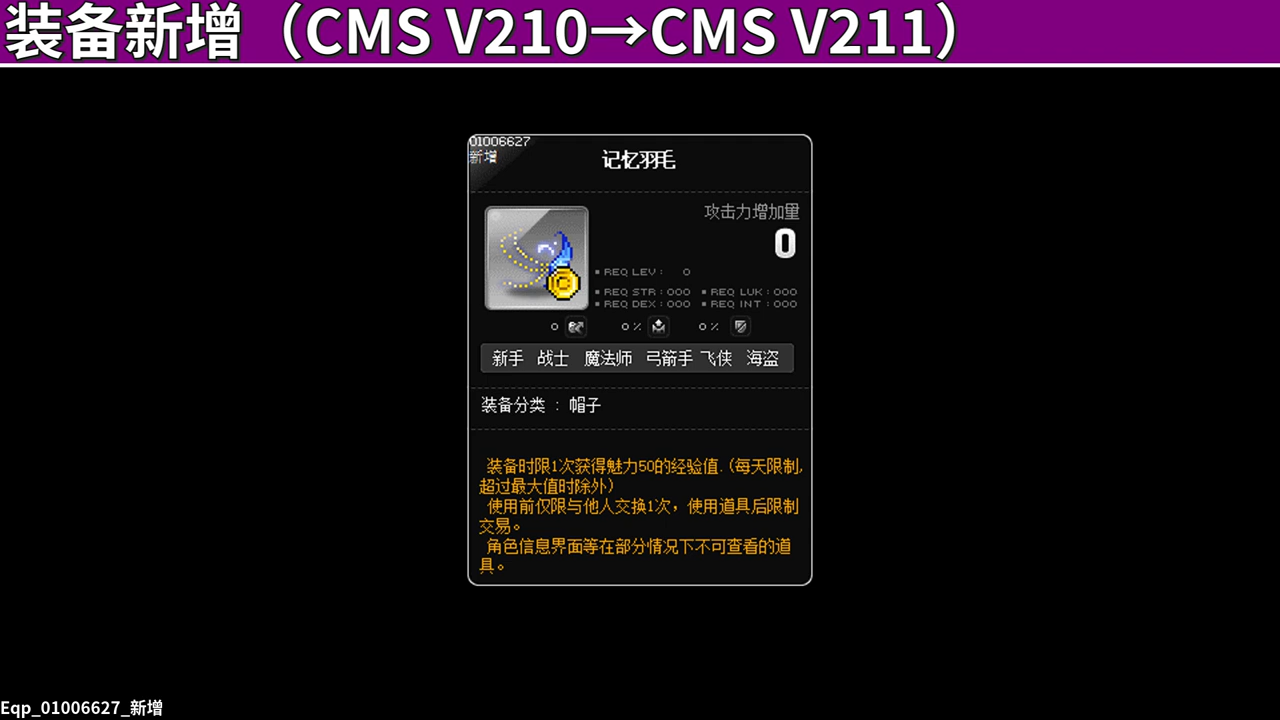 装备新增（CMS V210→CMS V211）
01006627
新增
记忆羽毛
攻击力增加量
0
REQ LEV : 0
REQ STR : 000 REQ LUK : 000
REQ DEX : 000 REQ INT : 000
0 0 % 0 %
新手 战士 魔法师 弓箭手 飞侠 海盗
装备分类 : 帽子
装备时限1次获得魅力50的经验值.(每天限制,
超过最大值时除外)
使用前仅限与他人交换1次，使用道具后限制
交易。
角色信息界面等在部分情况下不可查看的道
具。
Eqp_01006627_新增